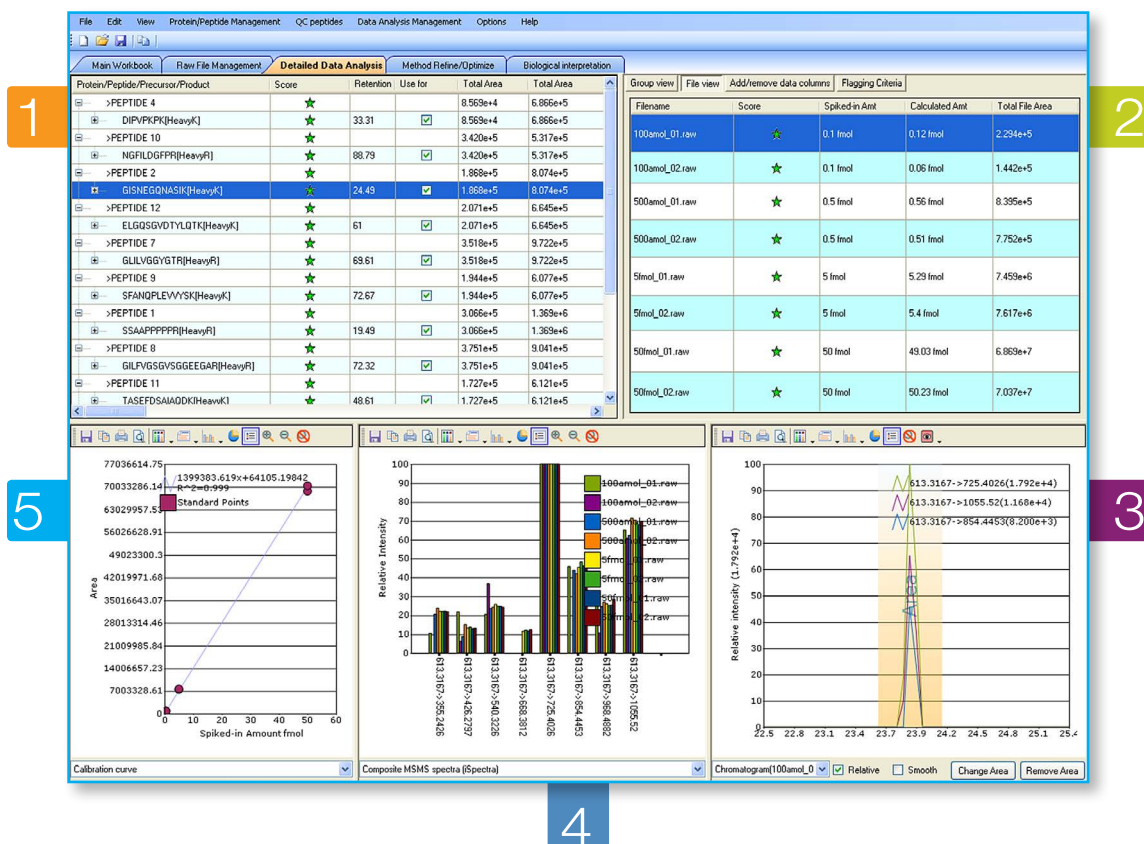 File Edit View Protein/Peptide Management QC peptides Data Analysis Management Options Help
Main Workbook Raw File Management Detailed Data Analysis Method Refine/Optimize Biological interpretation
1
Protein/Peptide/Precursor/Product Score Retention Use for Total Area Total Area
>PEPTIDE 4 8.569e+4 6.866e+5
DIPVPKPK[HeavyK] 33.31 8.569e+4 6.866e+5
>PEPTIDE 10 3.420e+5 5.317e+5
NGFILDGFPR[HeavyR] 88.79 3.420e+5 5.317e+5
>PEPTIDE 2 1.868e+5 8.074e+5
GISNEGQNASIK[HeavyK] 24.49 1.868e+5 8.074e+5
>PEPTIDE 12 2.071e+5 6.645e+5
ELGQSGVDTYLQTK[HeavyK] 61 2.071e+5 6.645e+5
>PEPTIDE 7 3.518e+5 9.722e+5
GLILVGGYGTR[HeavyR] 69.61 3.518e+5 9.722e+5
>PEPTIDE 9 1.944e+5 6.077e+5
SFANQPLEVVYSK[HeavyK] 72.67 1.944e+5 6.077e+5
>PEPTIDE 1 3.066e+5 1.369e+6
SSAAPPPPPR[HeavyR] 19.49 3.066e+5 1.369e+6
>PEPTIDE 8 3.751e+5 9.041e+5
GILFVGSGVSGGEEGAR[HeavyR] 72.32 3.751e+5 9.041e+5
>PEPTIDE 11 1.727e+5 6.121e+5
TASEFDSAIAQDK[HeavyK] 48.61 1.727e+5 6.121e+5
2
Group view File view Add/remove data columns Flagging Criteria
Filename Score Spiked-in Amt Calculated Amt Total File Area
100amol_01.raw 0.1 fmol 0.12 fmol 2.294e+5
100amol_02.raw 0.1 fmol 0.06 fmol 1.442e+5
500amol_01.raw 0.5 fmol 0.56 fmol 8.395e+5
500amol_02.raw 0.5 fmol 0.51 fmol 7.752e+5
5fmol_01.raw 5 fmol 5.29 fmol 7.459e+6
5fmol_02.raw 5 fmol 5.4 fmol 7.617e+6
50fmol_01.raw 50 fmol 49.03 fmol 6.869e+7
50fmol_02.raw 50 fmol 50.23 fmol 7.037e+7
5
77036614.75
70033286.14
63029957.53
56026628.91
49023300.3
42019971.68
35016643.07
28013314.46
21009985.84
14006657.23
7003328.61
0
Area
1399383.619x+64105.19842
R^2=0.999
Standard Points
0 10 20 30 40 50 60
Spiked-in Amount fmol
Calibration curve
100
90
80
70
60
50
40
30
20
10
0
Relative Intensity
100amol_01.raw
100amol_02.raw
500amol_01.raw
500amol_02.raw
5fmol_02.raw
50fmol_01.raw
50fmol_02.raw
613.3167->355.2426
613.3167->426.2797
613.3167->540.3226
613.3167->668.3812
613.3167->725.4026
613.3167->854.4453
613.3167->968.4882
613.3167->1055.52
Composite MSMS spectra (iSpectra)
4
3
100
90
80
70
60
50
40
30
20
10
0
Relative intensity (1.792e+4)
613.3167->725.4026(1.792e+4)
613.3167->1055.52(1.168e+4)
613.3167->854.4453(8.200e+3)
Area
22.5 22.8 23.1 23.4 23.7 23.9 24.2 24.5 24.8 25.1 25.4
Chromatogram(100amol_0 Relative Smooth Change Area Remove Area